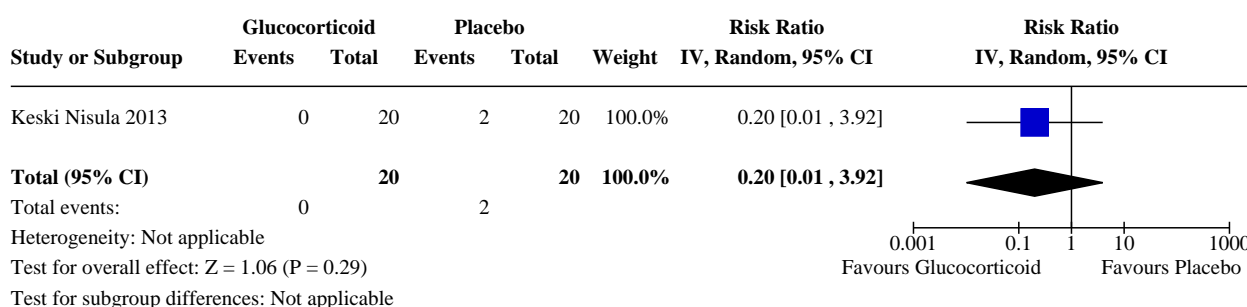 Glucocorticoid Placebo Risk Ratio Risk Ratio
Study or Subgroup Events Total Events Total Weight IV, Random, 95% CI IV, Random, 95% CI
Keski Nisula 2013 0 20 2 20 100.0% 0.20 [0.01 , 3.92]
Total (95% CI) 20 20 100.0% 0.20 [0.01 , 3.92]
Total events: 0 2
Heterogeneity: Not applicable 0.001 0.1 1 10 1000
Test for overall effect: Z = 1.06 (P = 0.29) Favours Glucocorticoid Favours Placebo
Test for subgroup differences: Not applicable